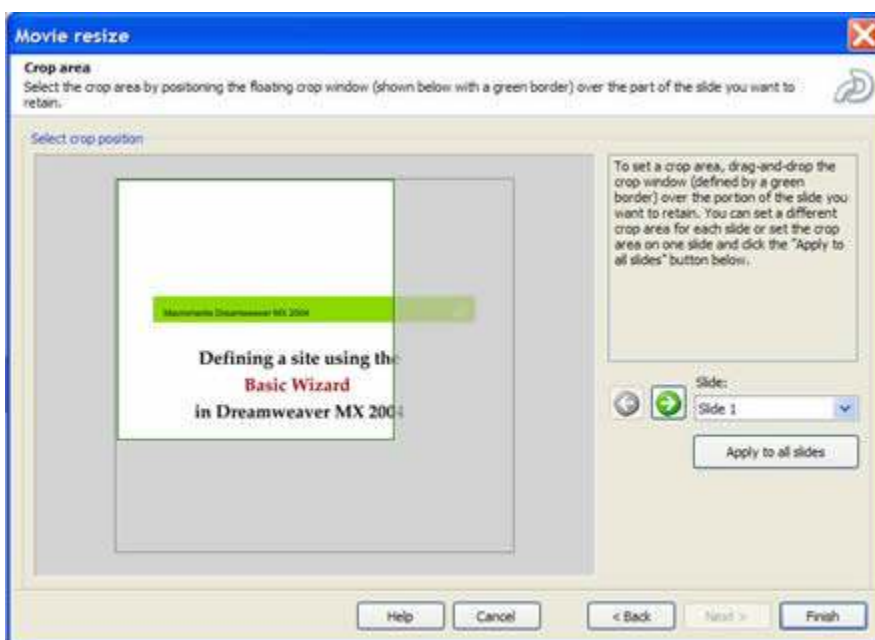 Movie resize
Crop area
Select the crop area by positioning the floating crop window (shown below with a green border) over the part of the slide you want to
retain.
Select crop position
To set a crop area, drag-and-drop the
crop window (defined by a green
border) over the portion of the slide you
want to retain. You can set a different
crop area for each slide or set the crop
area on one slide and click the "Apply to
all slides" button below.
Macromedia Dreamweaver MX 2004
Defining a site using the
Basic Wizard
in Dreamweaver MX 2004
Slide:
Slide 1
Apply to all slides
Help
Cancel
< Back
Next >
Finish